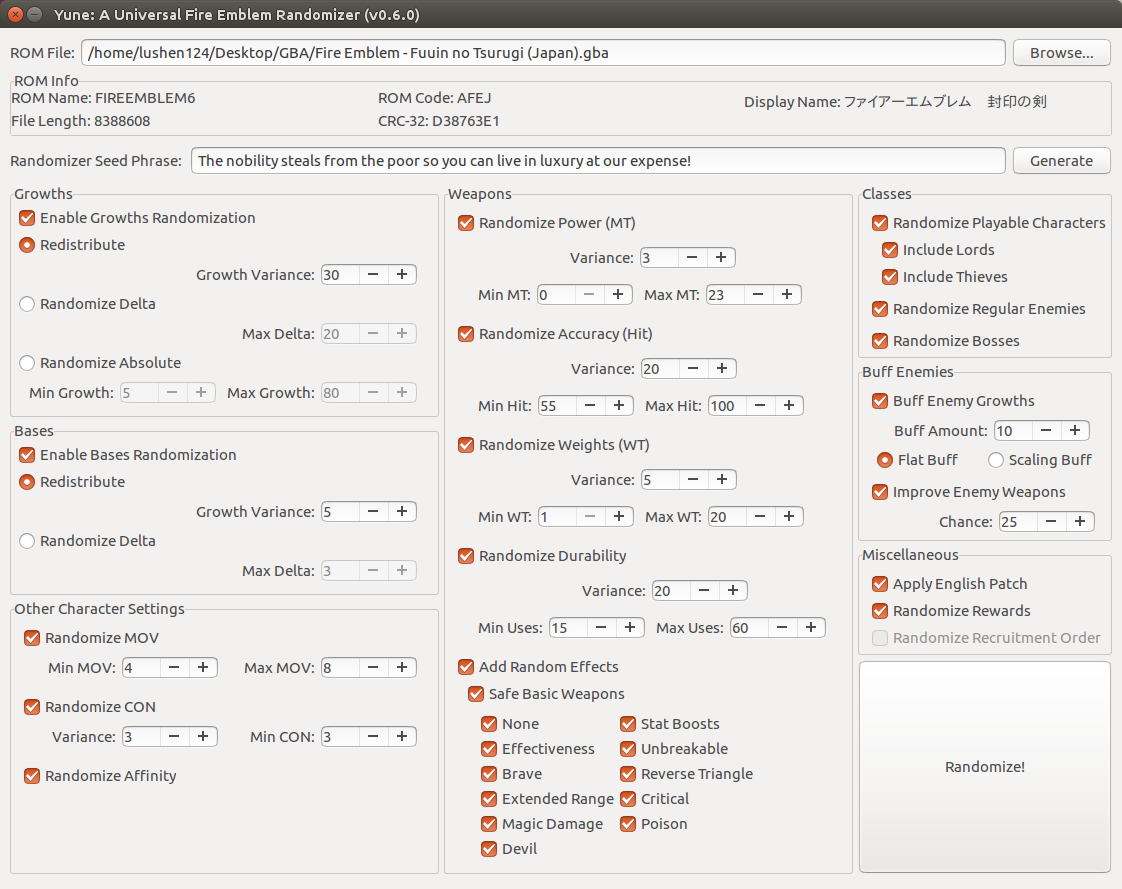 Yune: A Universal Fire Emblem Randomizer (v0.6.0)
ROM File: /home/lushen124/Desktop/GBA/Fire Emblem - Fuuin no Tsurugi (Japan).gba Browse...
ROM Info
ROM Name: FIREEMBLEM6 ROM Code: AFEJ Display Name: ファイアーエムブレム 封印の剣
File Length: 8388608 CRC-32: D38763E1
Randomizer Seed Phrase: The nobility steals from the poor so you can live in luxury at our expense! Generate
Growths
Enable Growths Randomization
Redistribute
Growth Variance: 30
Randomize Delta
Max Delta: 20
Randomize Absolute
Min Growth: 5 Max Growth: 80
Bases
Enable Bases Randomization
Redistribute
Growth Variance: 5
Randomize Delta
Max Delta: 3
Other Character Settings
Randomize MOV
Min MOV: 4 Max MOV: 8
Randomize CON
Variance: 3 Min CON: 3
Randomize Affinity
Weapons
Randomize Power (MT)
Variance: 3
Min MT: 0 Max MT: 23
Randomize Accuracy (Hit)
Variance: 20
Min Hit: 55 Max Hit: 100
Randomize Weights (WT)
Variance: 5
Min WT: 1 Max WT: 20
Randomize Durability
Variance: 20
Min Uses: 15 Max Uses: 60
Add Random Effects
Safe Basic Weapons
None Stat Boosts
Effectiveness Unbreakable
Brave Reverse Triangle
Extended Range Critical
Magic Damage Poison
Devil
Classes
Randomize Playable Characters
Include Lords
Include Thieves
Randomize Regular Enemies
Randomize Bosses
Buff Enemies
Buff Enemy Growths
Buff Amount: 10
Flat Buff Scaling Buff
Improve Enemy Weapons
Chance: 25
Miscellaneous
Apply English Patch
Randomize Rewards
Randomize Recruitment Order
Randomize!